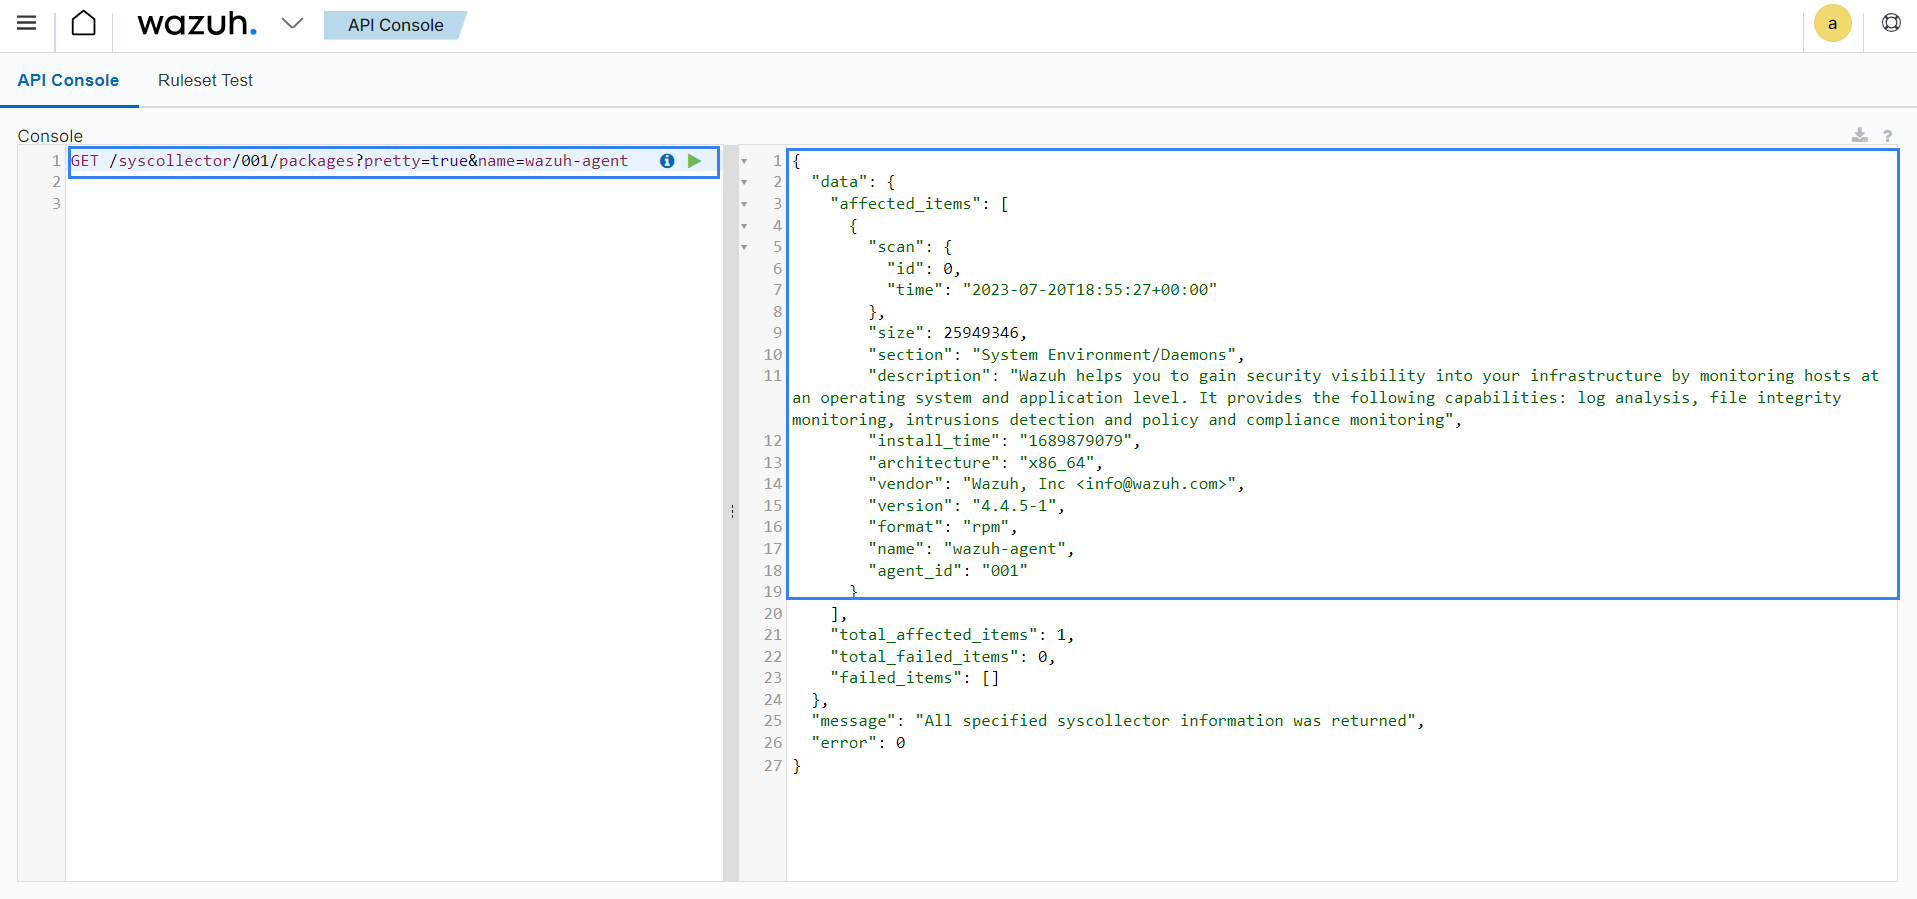 wazuh.
API Console
a
API Console
Ruleset Test
Console
?
1 GET /syscollector/001/packages?pretty=true&name=wazuh-agent
2
3
1 {
2   "data": {
3     "affected_items": [
4       {
5         "scan": {
6           "id": 0,
7           "time": "2023-07-20T18:55:27+00:00"
8         },
9         "size": 25949346,
10         "section": "System Environment/Daemons",
11         "description": "Wazuh helps you to gain security visibility into your infrastructure by monitoring hosts at
an operating system and application level. It provides the following capabilities: log analysis, file integrity
monitoring, intrusions detection and policy and compliance monitoring",
12         "install_time": "1689879079",
13         "architecture": "x86_64",
14         "vendor": "Wazuh, Inc <info@wazuh.com>",
15         "version": "4.4.5-1",
16         "format": "rpm",
17         "name": "wazuh-agent",
18         "agent_id": "001"
19       }
20     ],
21     "total_affected_items": 1,
22     "total_failed_items": 0,
23     "failed_items": []
24   },
25   "message": "All specified syscollector information was returned",
26   "error": 0
27 }